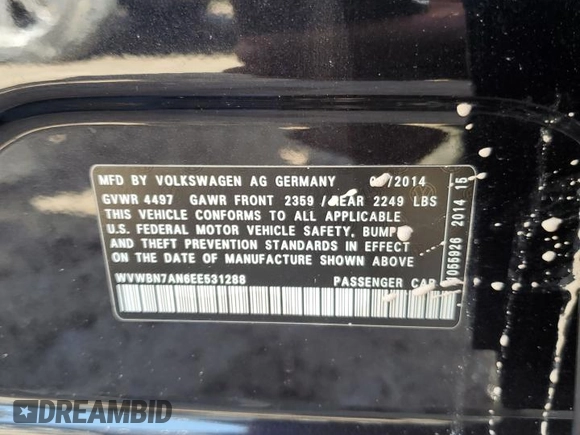 MFD BY VOLKSWAGEN AG GERMANY /2014
GVWR 4497 GAWR FRONT 2359 / REAR 2249 LBS
THIS VEHICLE CONFORMS TO ALL APPLICABLE
U.S. FEDERAL MOTOR VEHICLE SAFETY, BUMPER
AND THEFT PREVENTION STANDARDS IN EFFECT
ON THE DATE OF MANUFACTURE SHOWN ABOVE
WVWBN7AN6EE531288 PASSENGER CAR
055926 2014 15
DREAMBID